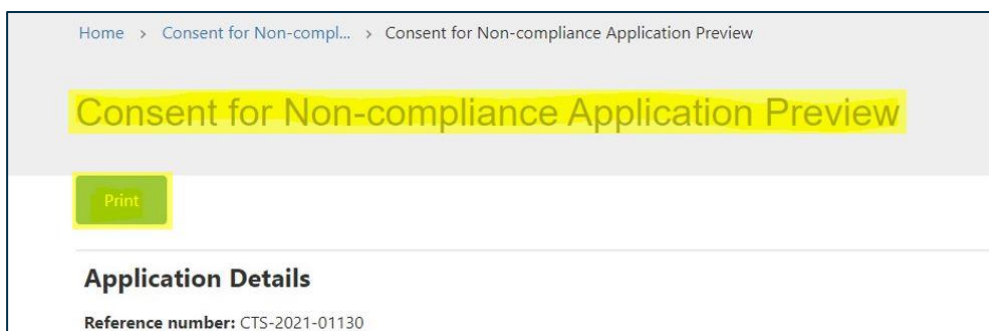 Home > Consent for Non-compl... > Consent for Non-compliance Application Preview
Consent for Non-compliance Application Preview
Print
Application Details
Reference number: CTS-2021-01130